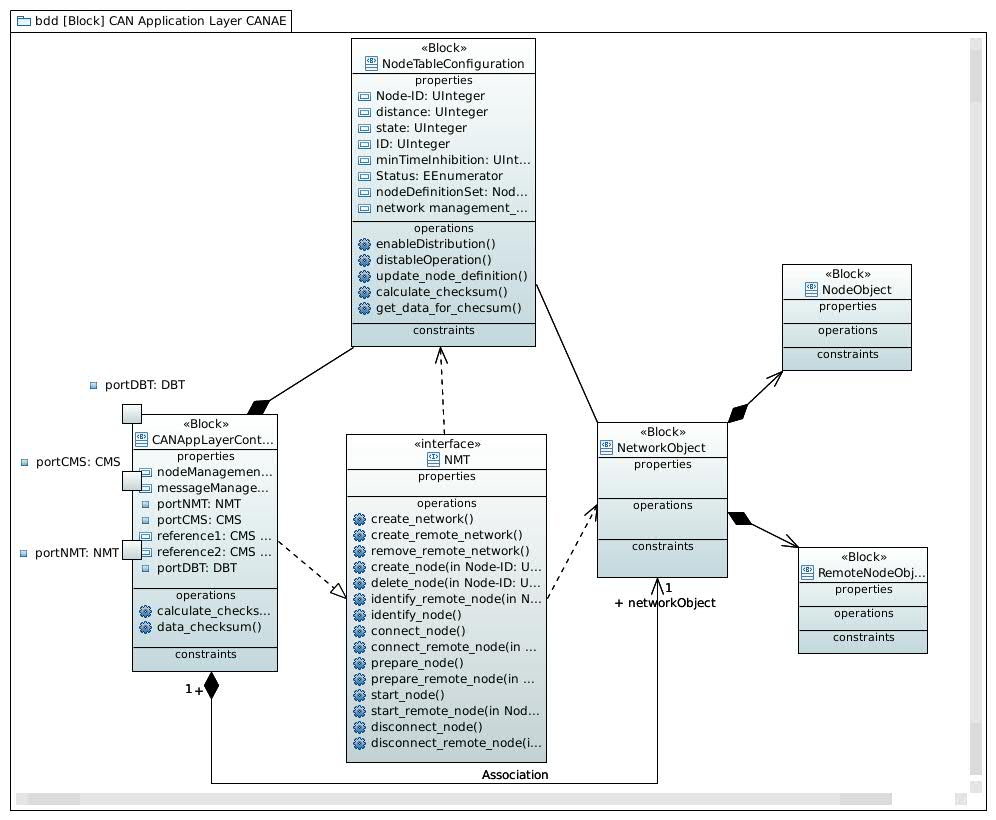 bdd [Block] CAN Application Layer CANAE
«Block»
NodeTableConfiguration
properties
Node-ID: UInteger
distance: UInteger
state: UInteger
ID: UInteger
minTimeInhibition: UInt...
Status: EEnumerator
nodeDefinitionSet: Nod...
network management_...
operations
enableDistribution()
distableOperation()
update_node_definition()
calculate_checksum()
get_data_for_checsum()
constraints
«Block»
NodeObject
properties
operations
constraints
portDBT: DBT
portCMS: CMS
portNMT: NMT
«Block»
CANAppLayerCont...
properties
nodeManagemen...
messageManage...
portNMT: NMT
portCMS: CMS
reference1: CMS ...
reference2: CMS ...
portDBT: DBT
operations
calculate_checks...
data_checksum()
constraints
1 +
«interface»
NMT
properties
operations
create_network()
create_remote_network()
remove_remote_network()
create_node(in Node-ID: U...
delete_node(in Node-ID: U...
identify_remote_node(in N...
identify_node()
connect_node()
connect_remote_node(in ...
prepare_node()
prepare_remote_node(in ...
start_node()
start_remote_node(in Nod...
disconnect_node()
disconnect_remote_node(i...
«Block»
NetworkObject
properties
operations
constraints
1
+ networkObject
«Block»
RemoteNodeObj...
properties
operations
constraints
Association